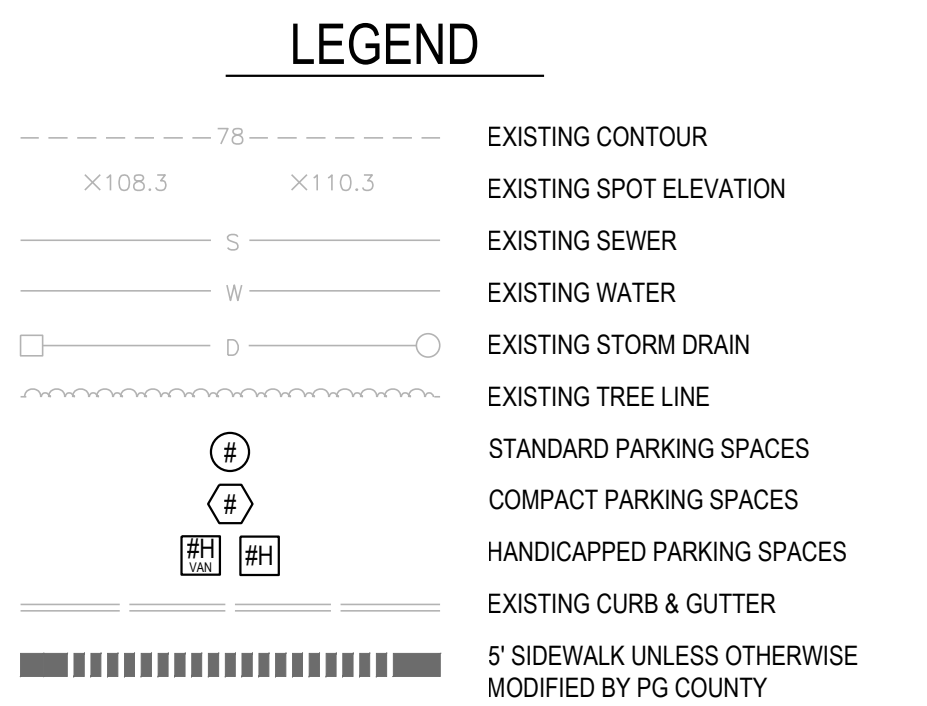 LEGEND
78 EXISTING CONTOUR
×108.3 ×110.3 EXISTING SPOT ELEVATION
S EXISTING SEWER
W EXISTING WATER
D EXISTING STORM DRAIN
EXISTING TREE LINE
# STANDARD PARKING SPACES
# COMPACT PARKING SPACES
#H VAN #H HANDICAPPED PARKING SPACES
EXISTING CURB & GUTTER
5' SIDEWALK UNLESS OTHERWISE
MODIFIED BY PG COUNTY